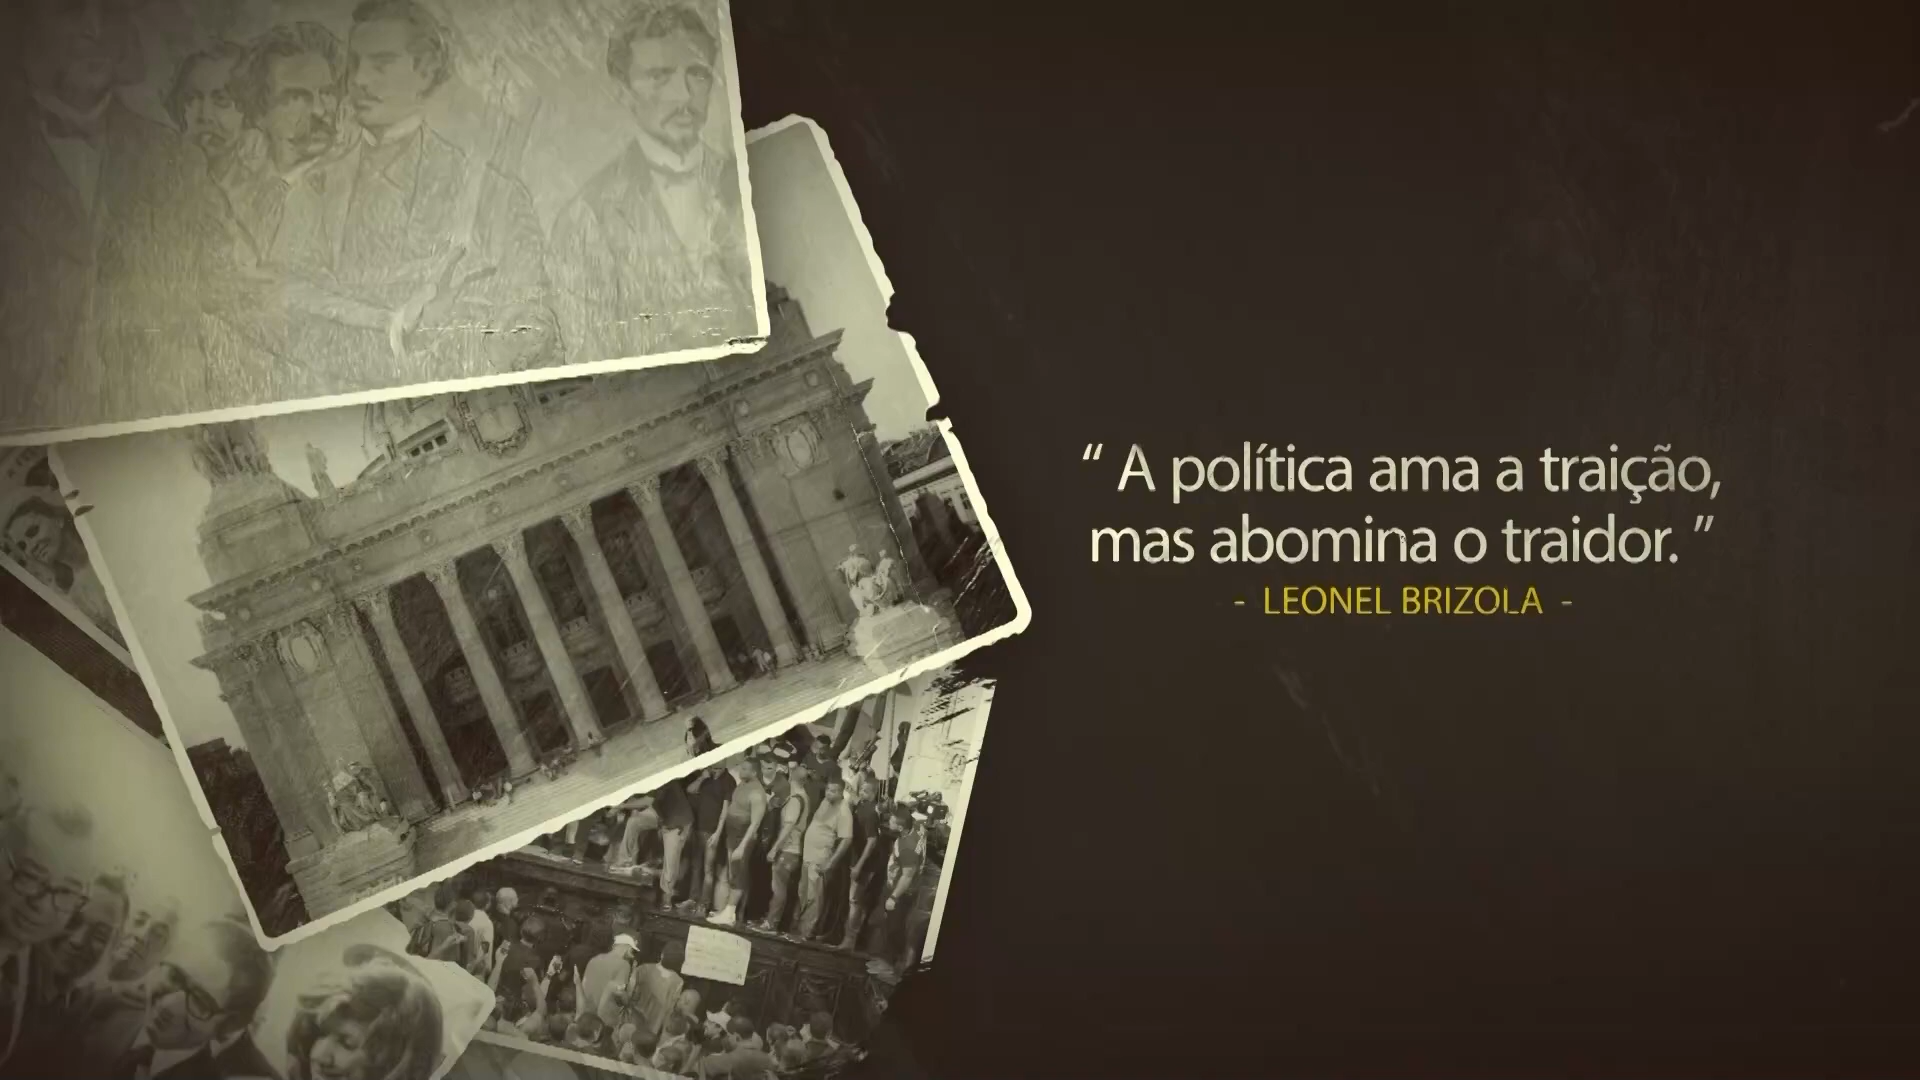 “ A política ama a traição,
mas abomina o traidor. ”
- LEONEL BRIZOLA -